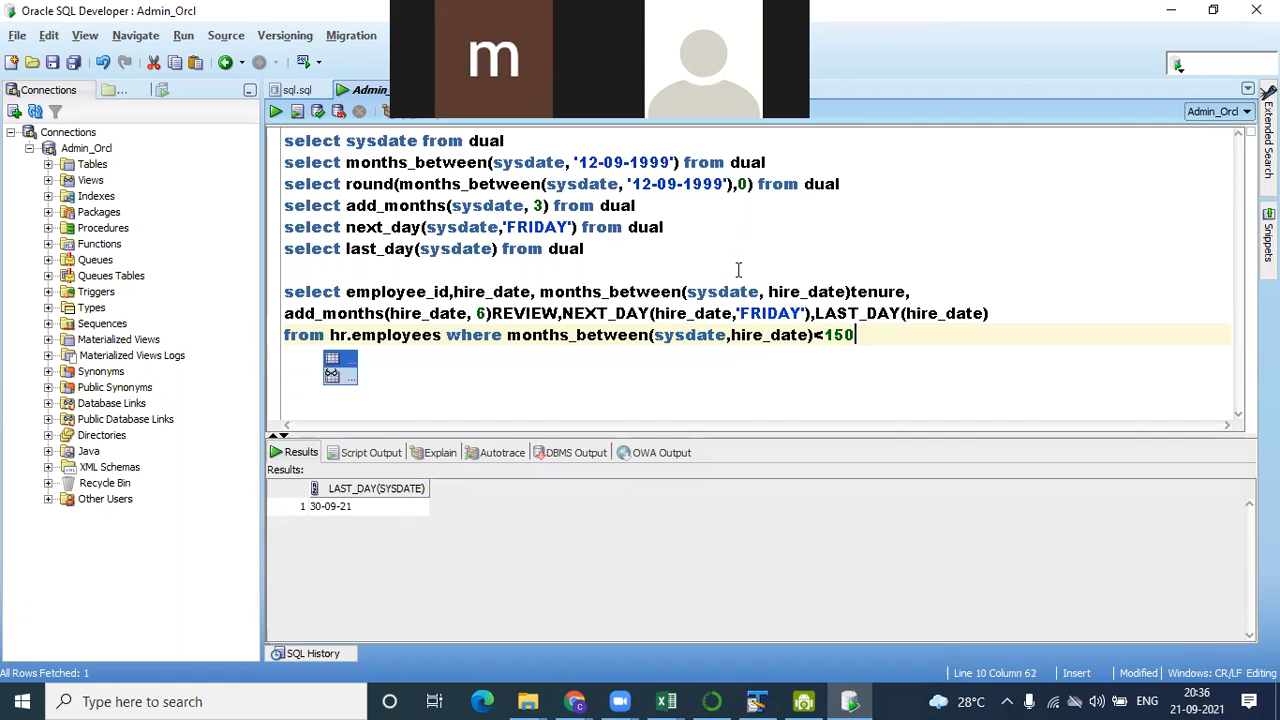 Oracle SQL Developer : Admin_Orcl
File Edit View Navigate Run Source Versioning Migration
m
Connections
...
sql.sql
Admin_
Admin_Orcl
Connections
Admin_Orcl
Tables
Views
Indexes
Packages
Procedures
Functions
Queues
Queues Tables
Triggers
Types
Sequences
Materialized Views
Materialized Views Logs
Synonyms
Public Synonyms
Database Links
Public Database Links
Directories
Java
XML Schemas
Recycle Bin
Other Users
select sysdate from dual
select months_between(sysdate, '12-09-1999') from dual
select round(months_between(sysdate, '12-09-1999'),0) from dual
select add_months(sysdate, 3) from dual
select next_day(sysdate,'FRIDAY') from dual
select last_day(sysdate) from dual
select employee_id,hire_date, months_between(sysdate, hire_date)tenure,
add_months(hire_date, 6)REVIEW,NEXT_DAY(hire_date,'FRIDAY'),LAST_DAY(hire_date)
from hr.employees where months_between(sysdate,hire_date)<150
...
...
Extended Search
Snippets
Results Script Output Explain Autotrace DBMS Output OWA Output
Results:
LAST_DAY(SYSDATE)
1 30-09-21
SQL History
All Rows Fetched: 1
Line 10 Column 62 Insert Modified Windows: CR/LF Editing
Type here to search
28°C
ENG
20:36
21-09-2021